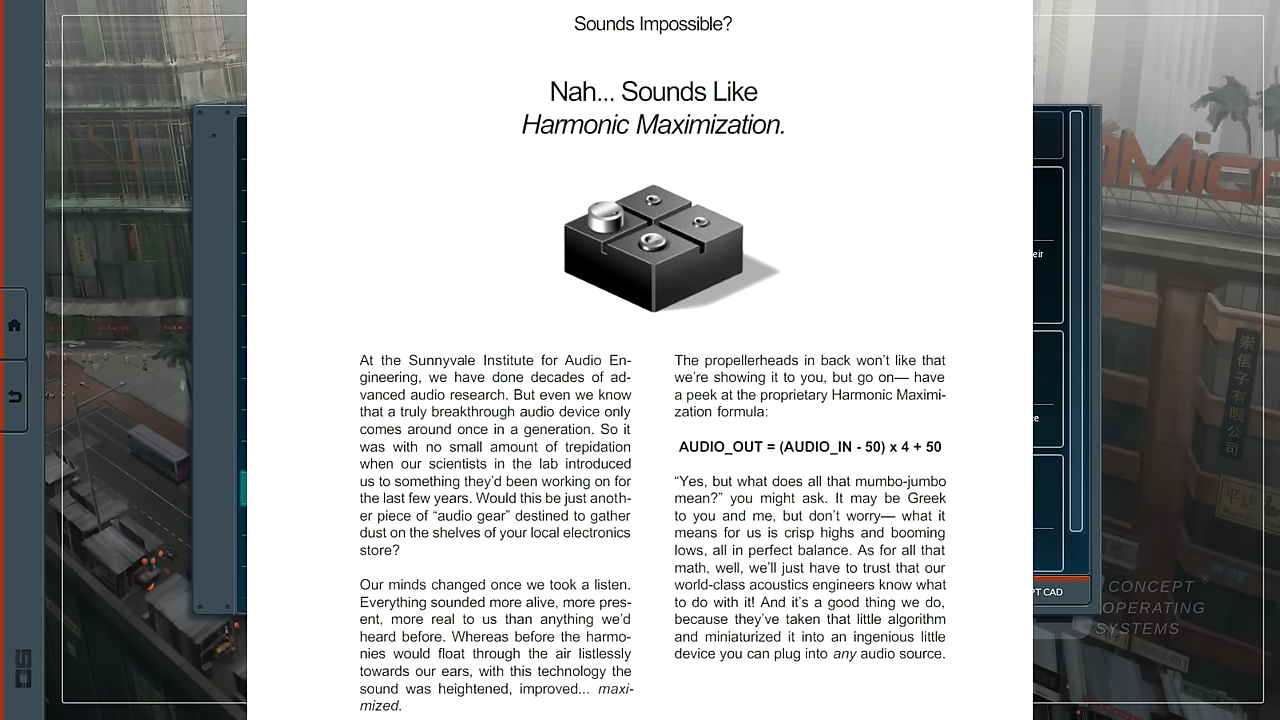 Sounds Impossible?
Nah... Sounds Like
Harmonic Maximization.
At the Sunnyvale Institute for Audio En-
gineering, we have done decades of ad-
vanced audio research. But even we know
that a truly breakthrough audio device only
comes around once in a generation. So it
was with no small amount of trepidation
when our scientists in the lab introduced
us to something they’d been working on for
the last few years. Would this be just anoth-
er piece of “audio gear” destined to gather
dust on the shelves of your local electronics
store?
Our minds changed once we took a listen.
Everything sounded more alive, more pres-
ent, more real to us than anything we’d
heard before. Whereas before the harmo-
nies would float through the air listlessly
towards our ears, with this technology the
sound was heightened, improved... maxi-
mized.
The propellerheads in back won’t like that
we’re showing it to you, but go on— have
a peek at the proprietary Harmonic Maximi-
zation formula:
AUDIO_OUT = (AUDIO_IN - 50) x 4 + 50
“Yes, but what does all that mumbo-jumbo
mean?” you might ask. It may be Greek
to you and me, but don’t worry— what it
means for us is crisp highs and booming
lows, all in perfect balance. As for all that
math, well, we’ll just have to trust that our
world-class acoustics engineers know what
to do with it! And it’s a good thing we do,
because they’ve taken that little algorithm
and miniaturized it into an ingenious little
device you can plug into any audio source.
eir
ce
PT CAD
CONCEPT
OPERATING
SYSTEMS
崇信子有限公司